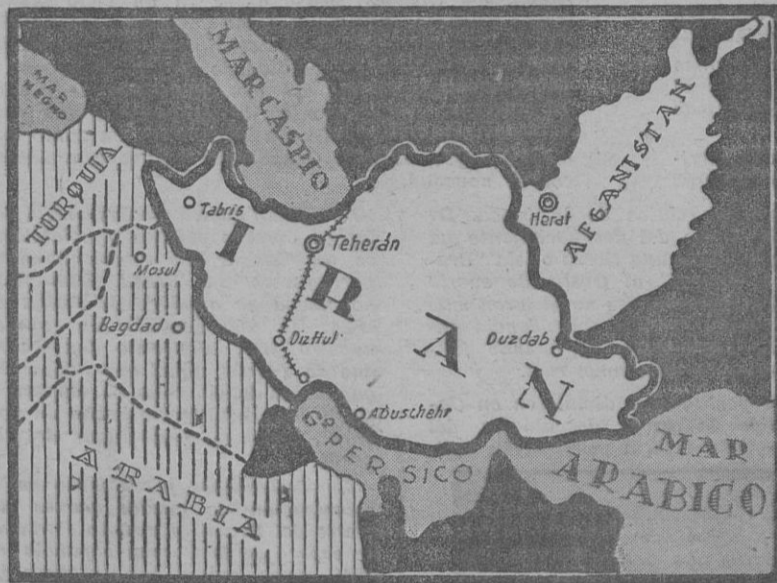 MAR
NEGRO
MAR CASPIO
TURQUIA
AFGANISTAN
Tabris
Herat
Teherán
Mosul
IRAN
Bagdad
Dizful
Duzdab
Abuschehr
Gº PERSICO
MAR
ARABICO
ARABIA